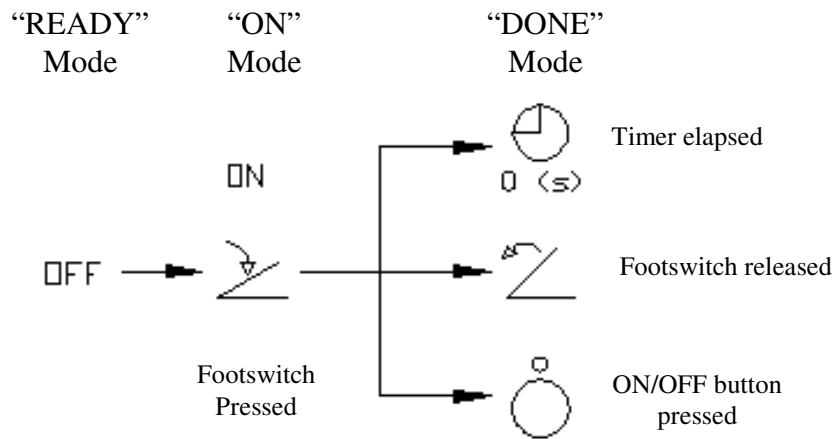 “READY” “ON” “DONE”
Mode Mode Mode
Timer elapsed
ON
0 (s)
OFF
Footswitch released
Footswitch
Pressed
ON/OFF button
pressed